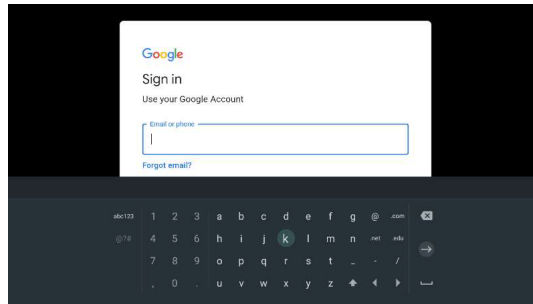 Google
Sign in
Use your Google Account
Email or phone
Forgot email?
abc123 1 2 3 a b c d e f g @ .com
@?# 4 5 6 h i j k l m n .net .edu
7 8 9 o p q r s t _ - /
, 0 . u v w x y z